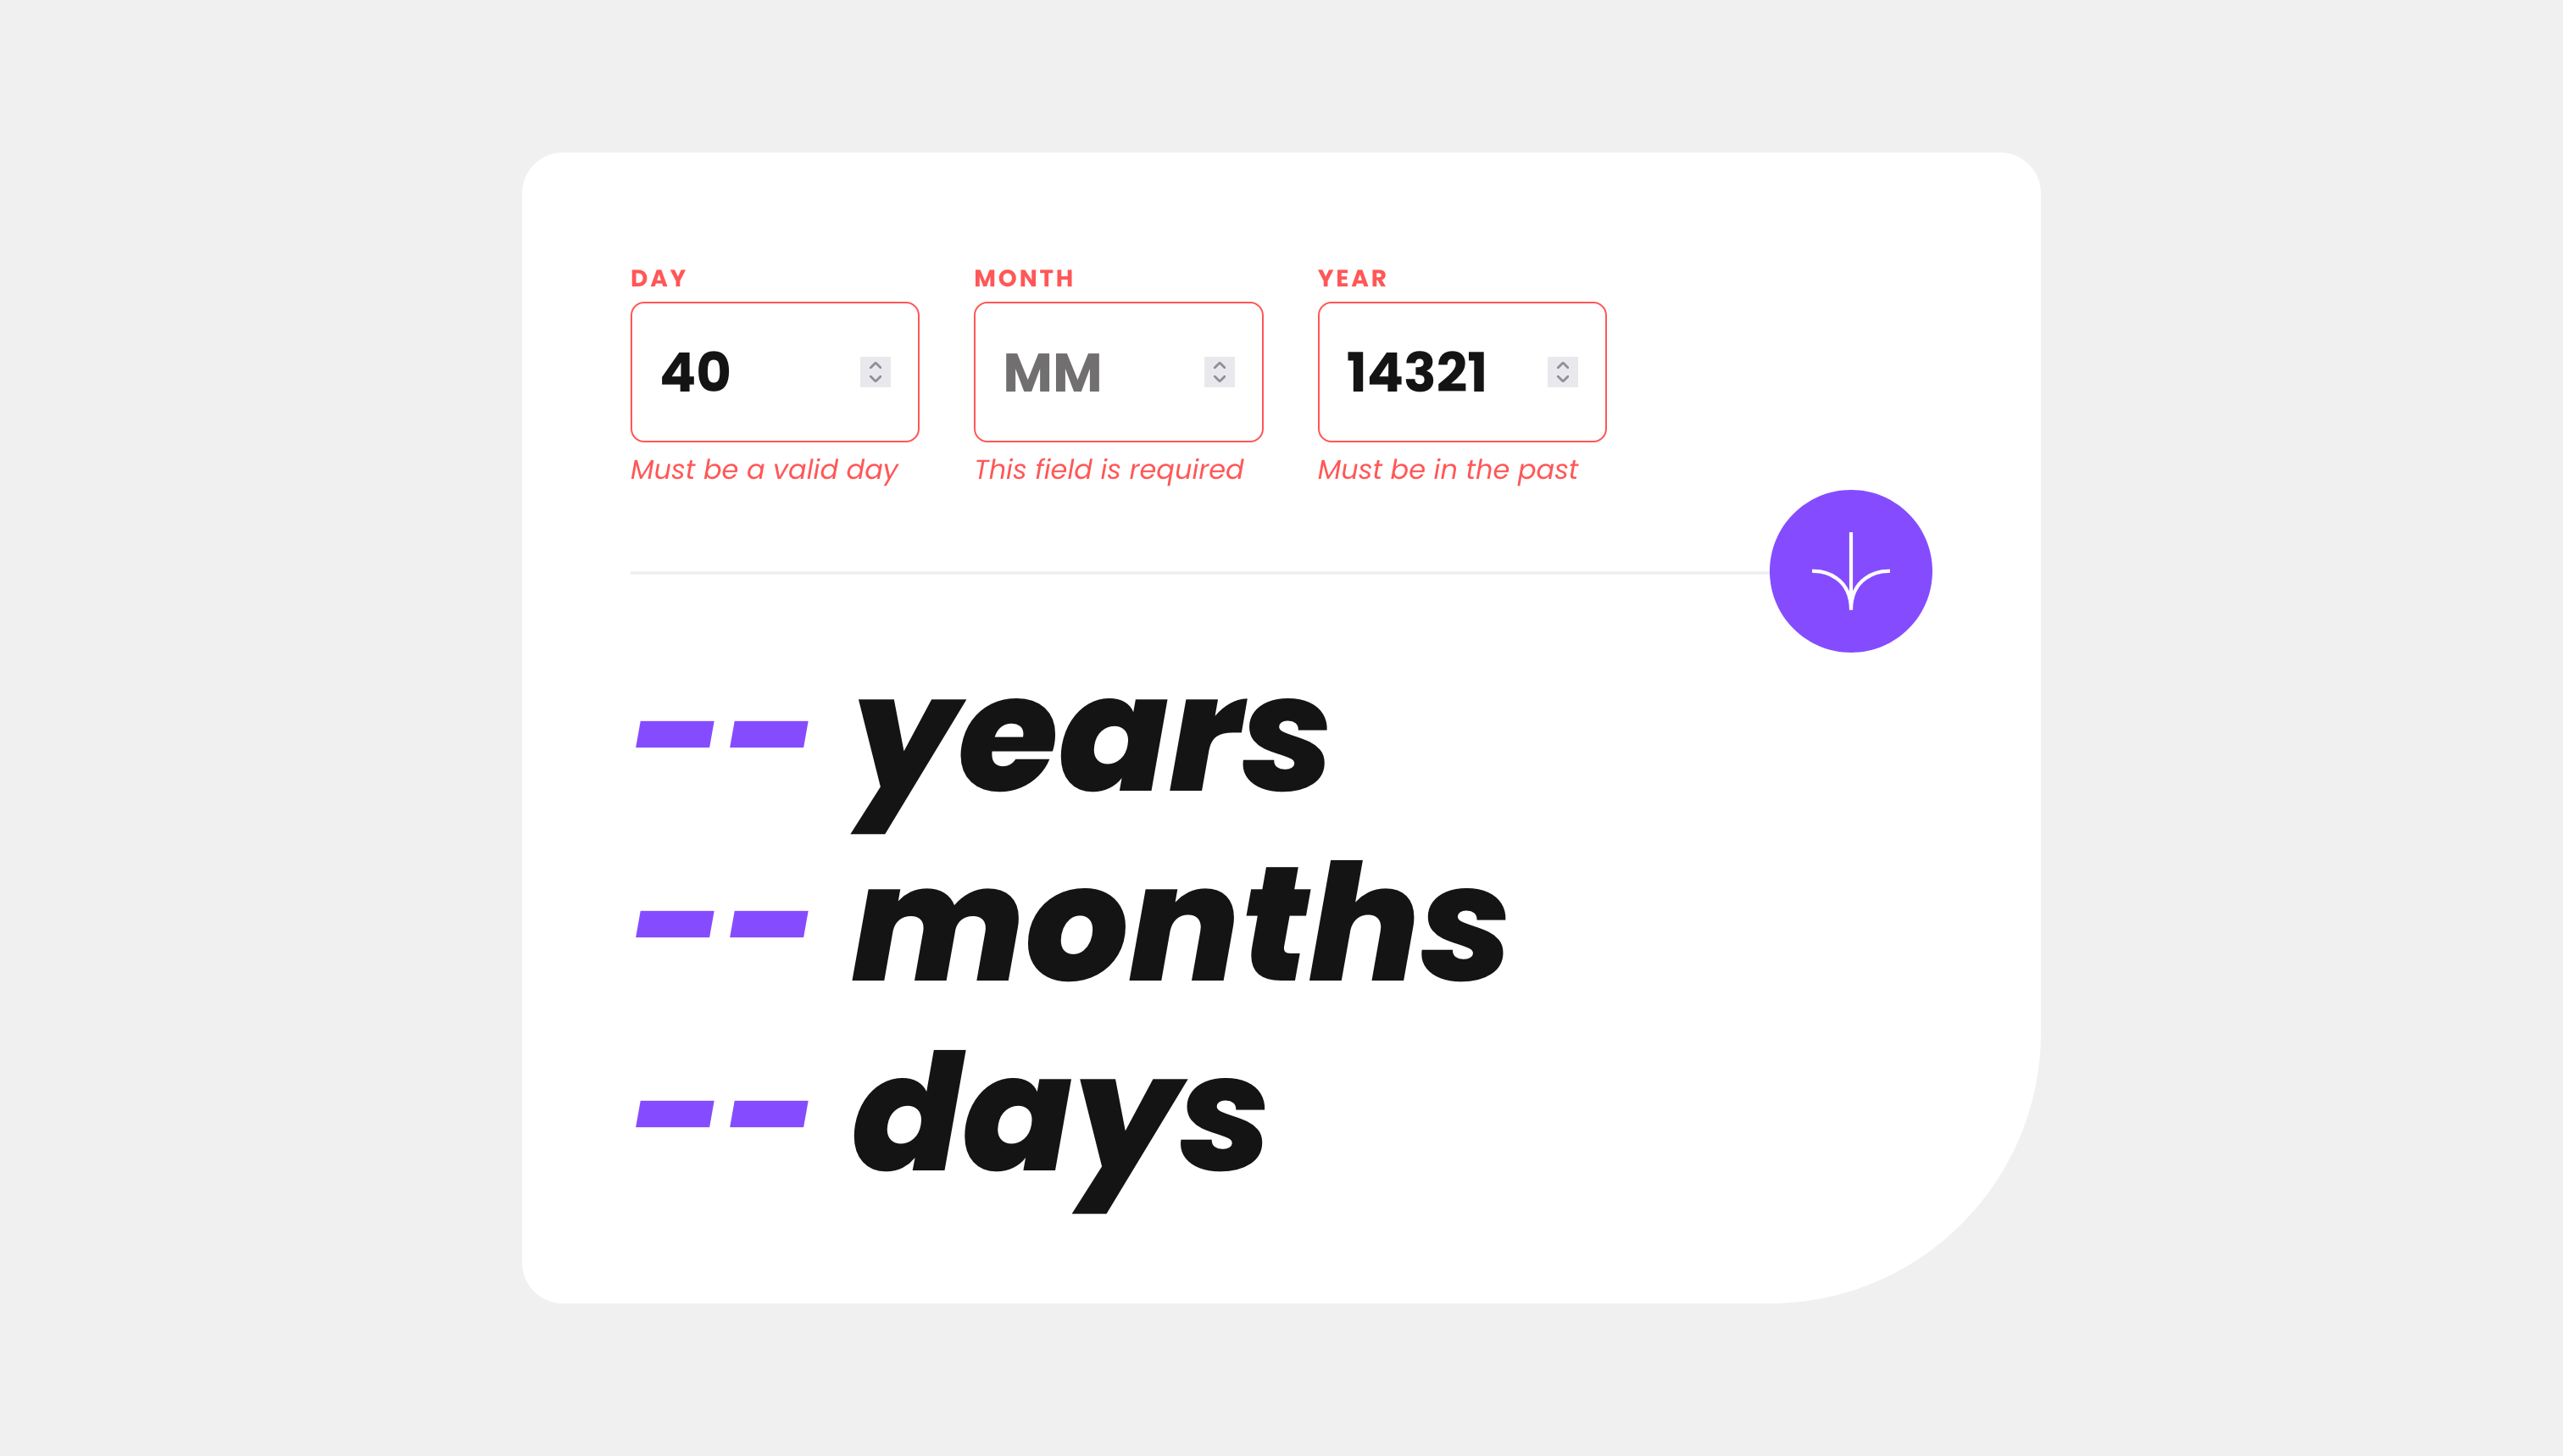 DAY MONTH YEAR
40 MM 14321
Must be a valid day This field is required Must be in the past
-- years
-- months
-- days